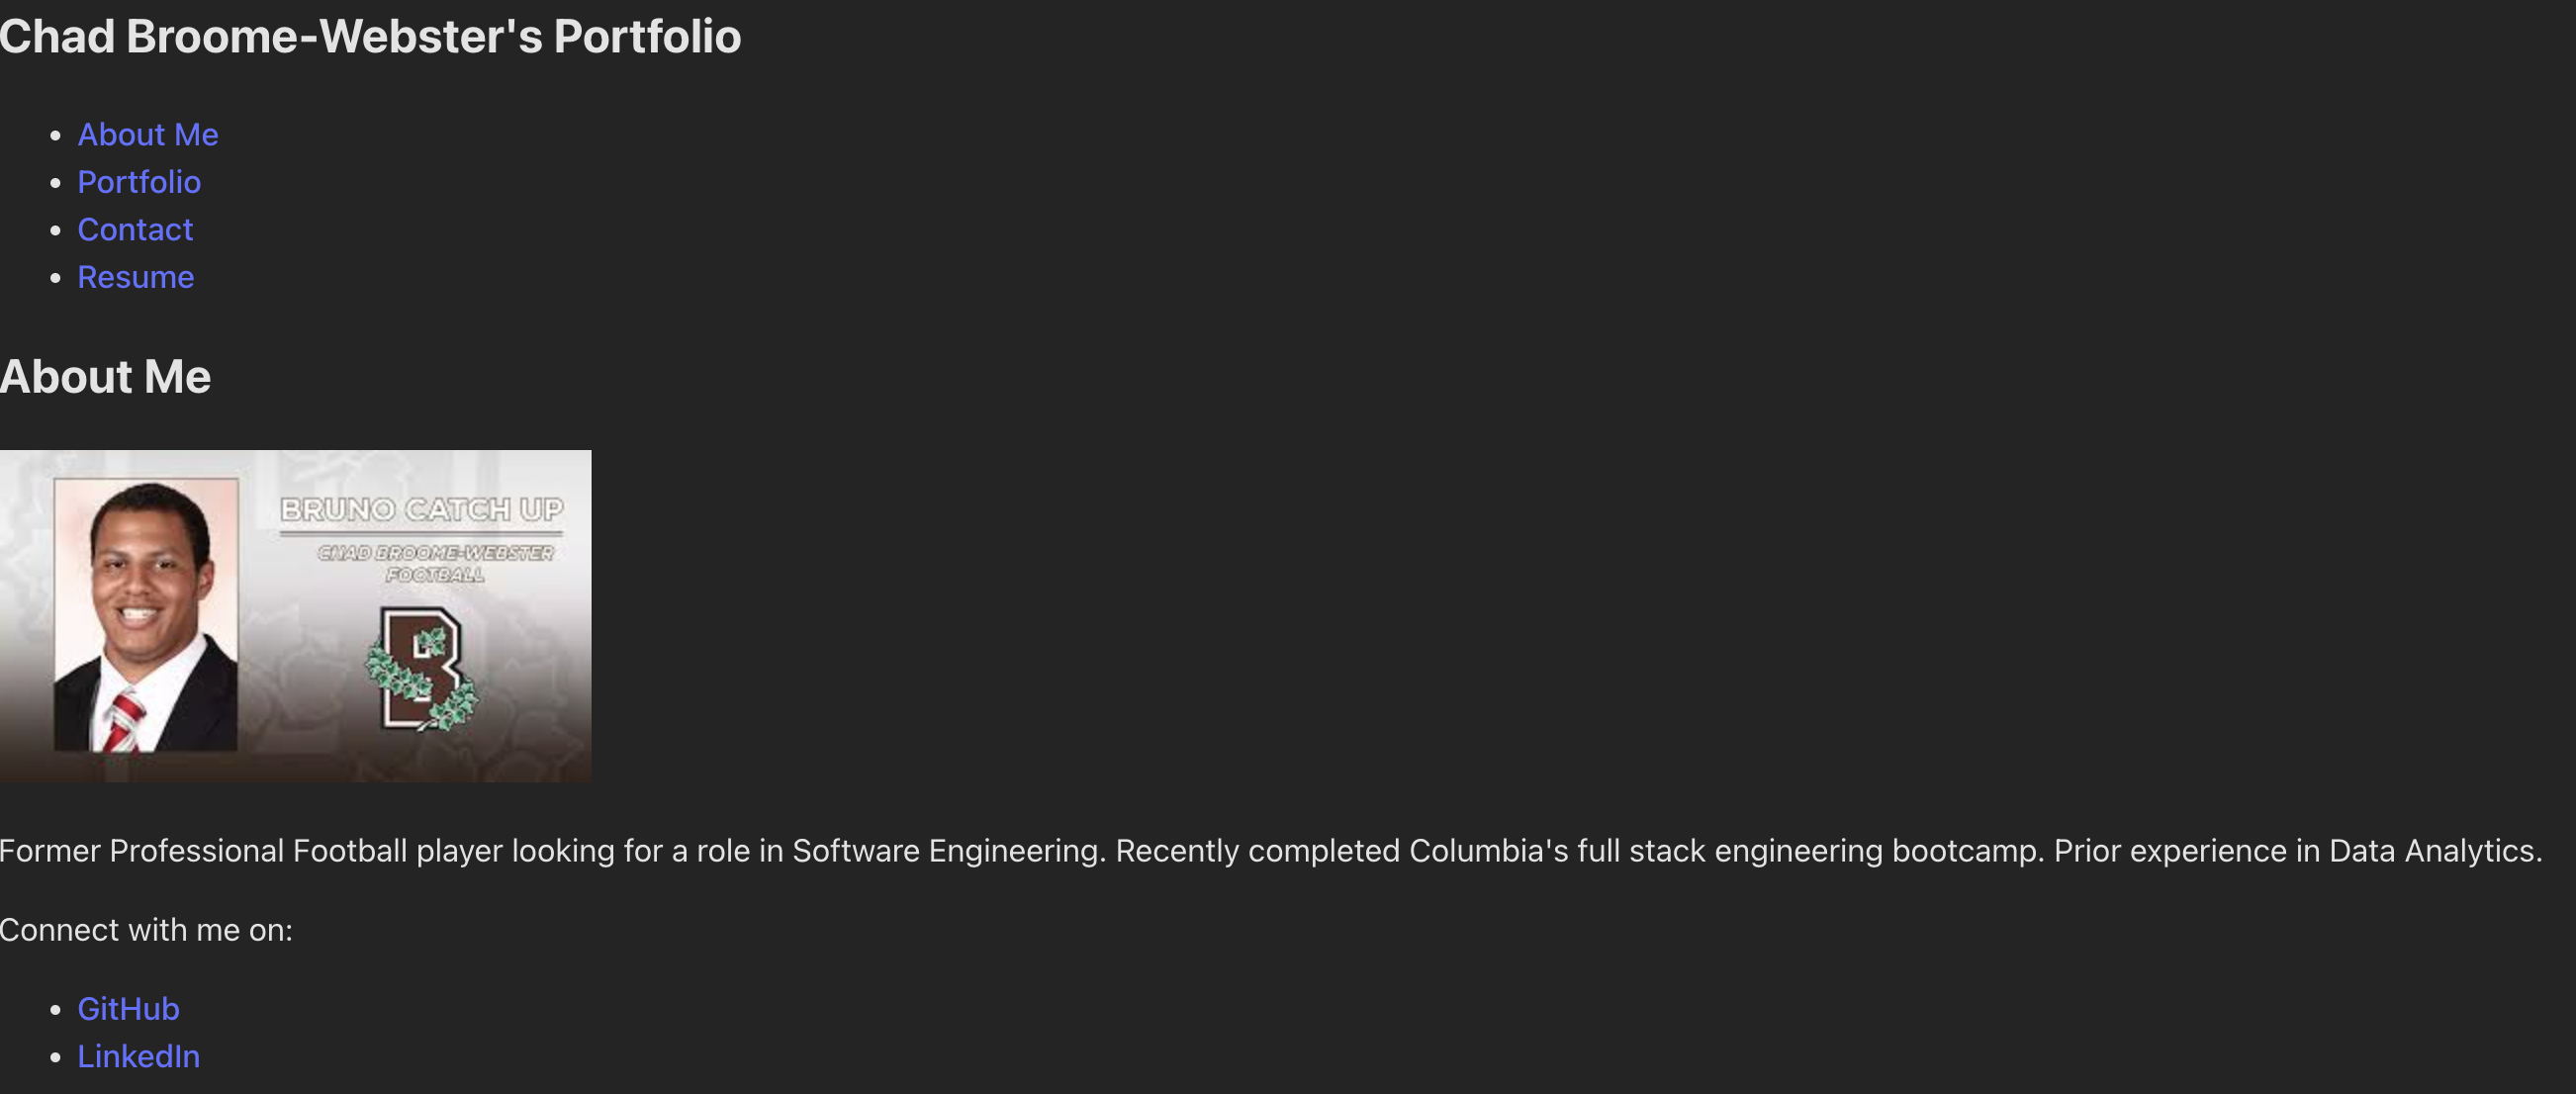 Chad Broome-Webster's Portfolio
About Me
Portfolio
Contact
Resume
About Me
BRUNO CATCH UP
CHAD BROOME-WEBSTER
FOOTBALL
B
Former Professional Football player looking for a role in Software Engineering. Recently completed Columbia's full stack engineering bootcamp. Prior experience in Data Analytics.
Connect with me on:
GitHub
LinkedIn